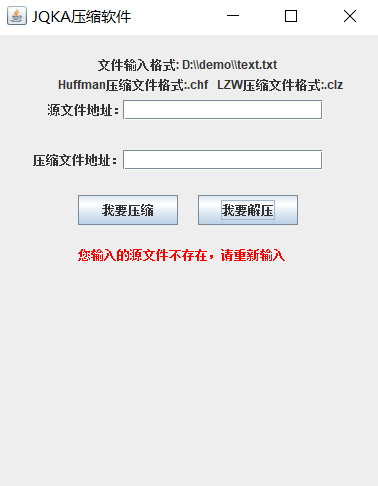 JQKA压缩软件
文件输入格式: D:\\demo\\text.txt
Huffman压缩文件格式:.chf LZW压缩文件格式:.clz
源文件地址：
压缩文件地址：
我要压缩 我要解压
您输入的源文件不存在，请重新输入